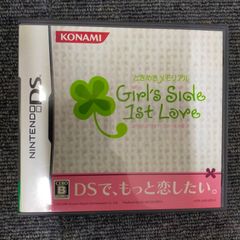 KONAMI
NINTENDO DS
ときめきメモリアル
Girl's Side
1st Love
DSで、もっと恋したい。
CERO
B